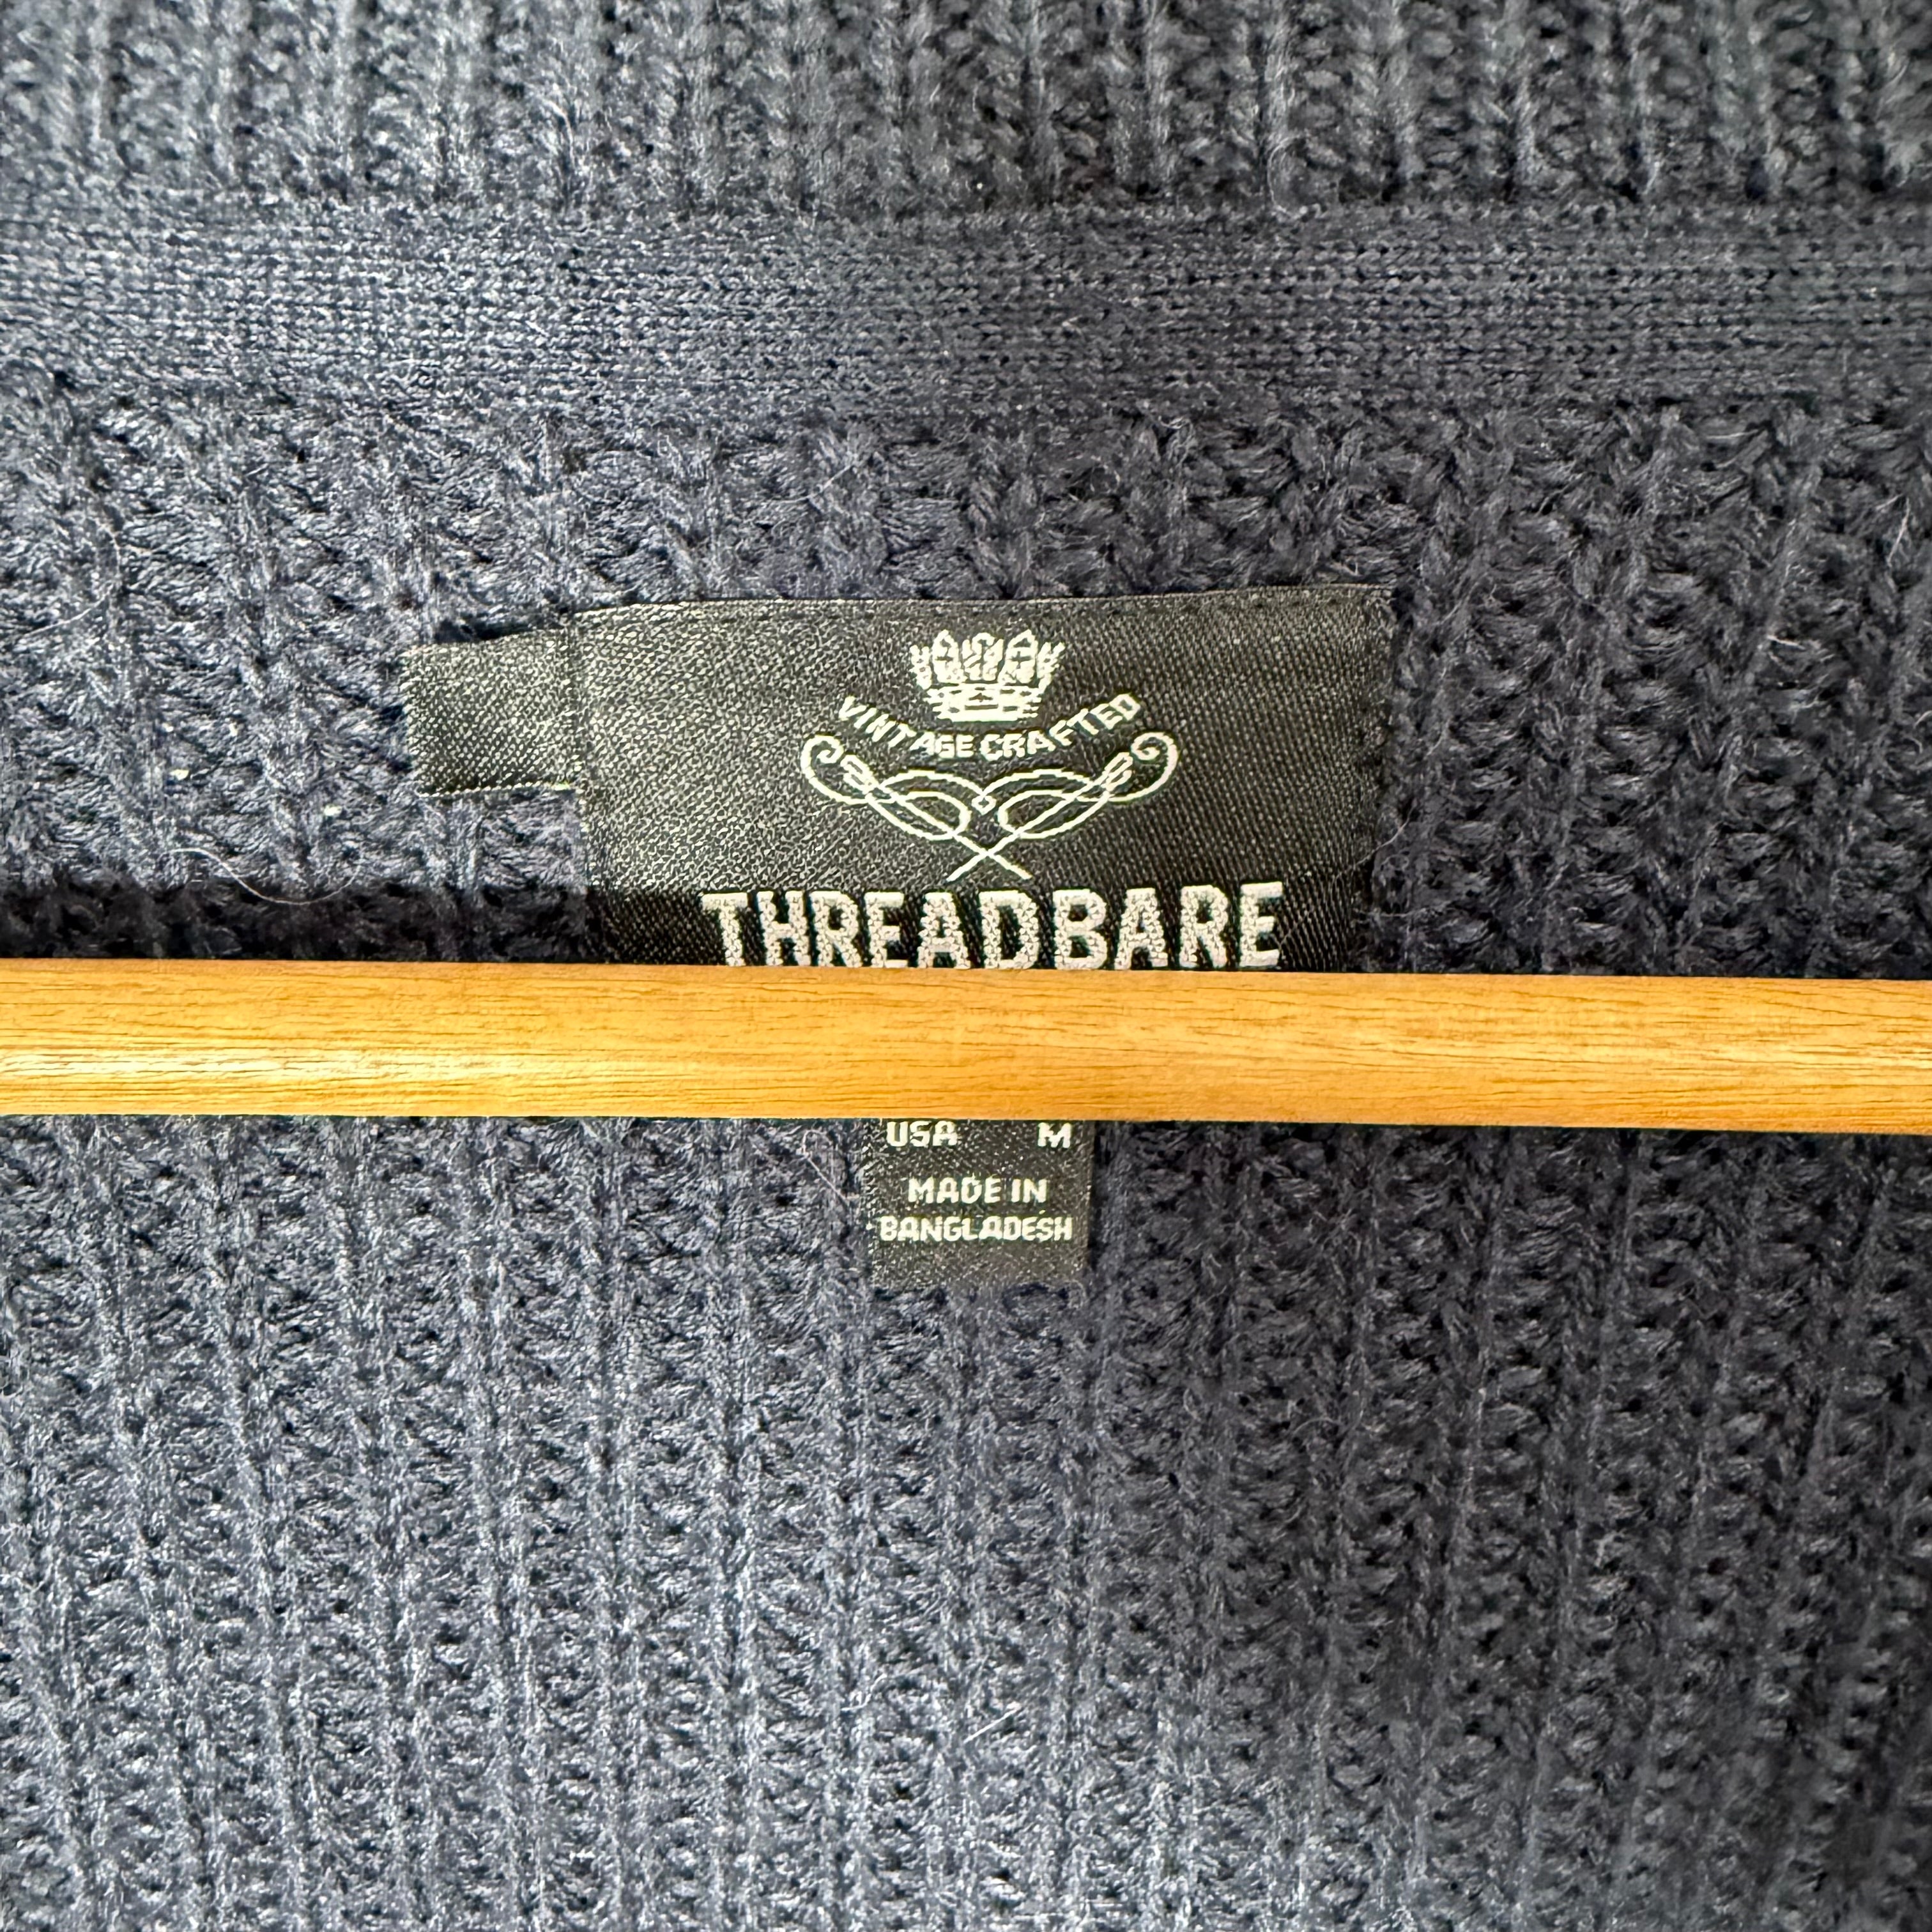 VINTAGE CRAFTED
THREADBARE
USA M
MADE IN
BANGLADESH